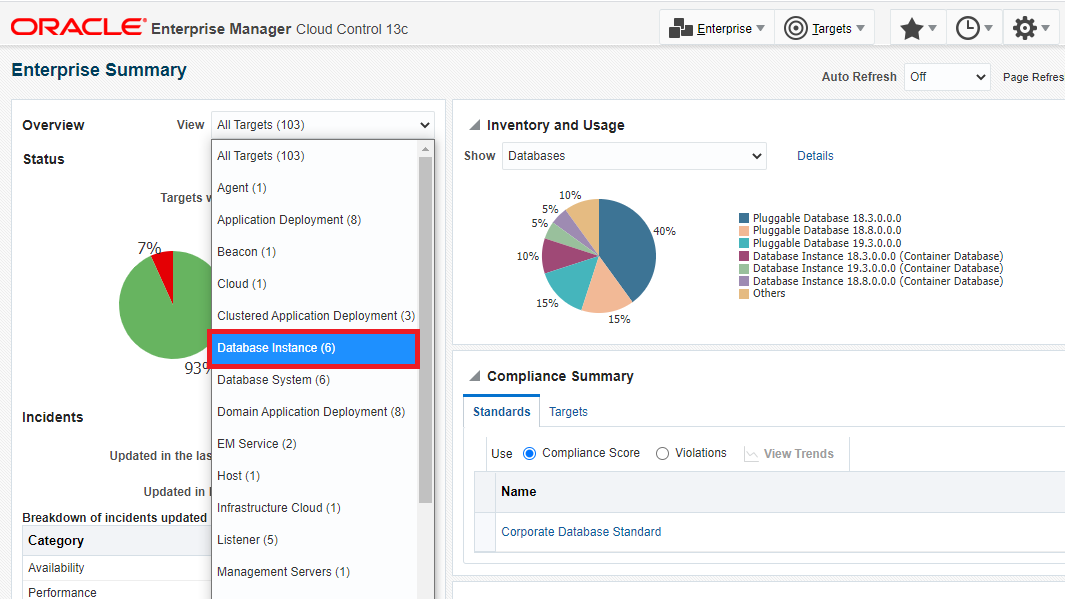 ORACLE® Enterprise Manager Cloud Control 13c
Enterprise
Targets
Enterprise Summary
Auto Refresh Off Page Refres
Overview
View All Targets (103)
All Targets (103)
Agent (1)
Application Deployment (8)
Beacon (1)
Cloud (1)
Clustered Application Deployment (3)
Database Instance (6)
Database System (6)
Domain Application Deployment (8)
EM Service (2)
Host (1)
Infrastructure Cloud (1)
Listener (5)
Management Servers (1)
Status
Targets
7%
93%
Incidents
Updated in the las
Updated in
Breakdown of incidents updated
Category
Availability
Performance
Inventory and Usage
Show Databases Details
10%
5%
5%
10%
15%
15%
40%
Pluggable Database 18.3.0.0.0
Pluggable Database 18.8.0.0.0
Pluggable Database 19.3.0.0.0
Database Instance 18.3.0.0.0 (Container Database)
Database Instance 19.3.0.0.0 (Container Database)
Database Instance 18.8.0.0.0 (Container Database)
Others
Compliance Summary
Standards Targets
Use Compliance Score Violations View Trends
Name
Corporate Database Standard